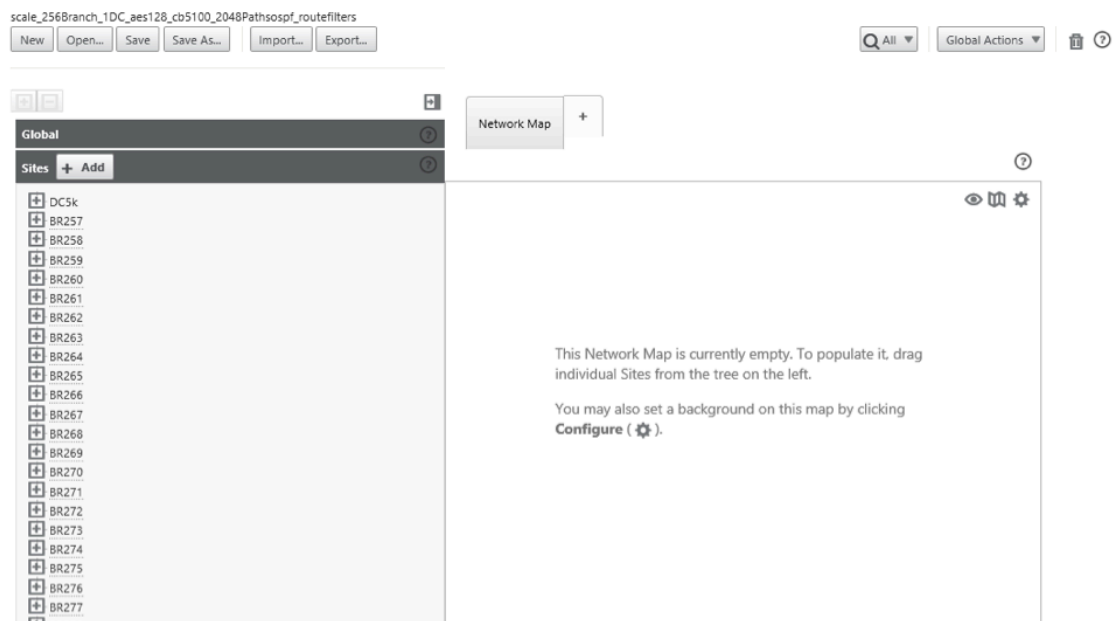 scale_256Branch_1DC_aes128_cb5100_2048Pathsospf_routefilters
New Open... Save Save As... Import... Export... All Global Actions
Network Map +
Global
Sites + Add
DC5k
BR257
BR258
BR259
BR260
BR261
BR262
BR263
BR264
BR265
BR266
BR267
BR268
BR269
BR270
BR271
BR272
BR273
BR274
BR275
BR276
BR277
This Network Map is currently empty. To populate it, drag
individual Sites from the tree on the left.
You may also set a background on this map by clicking
Configure ( ).